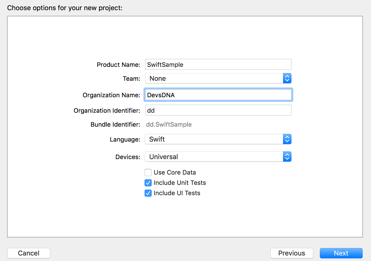 Choose options for your new project:
Product Name: SwiftSample
Team: None
Organization Name: DevsDNA
Organization Identifier: dd
Bundle Identifier: dd.SwiftSample
Language: Swift
Devices: Universal
Use Core Data
Include Unit Tests
Include UI Tests
Cancel Previous Next